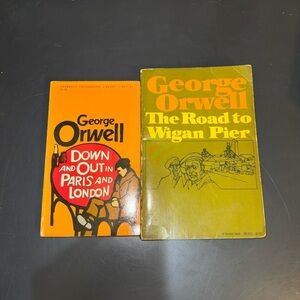 George
Orwell
DOWN
AND OUT IN
PARIS AND
LONDON
George
Orwell
The Road to
Wigan Pier